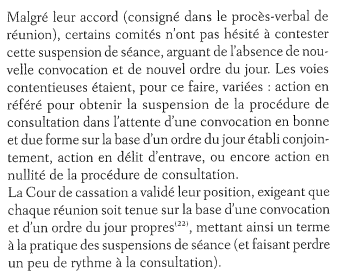 Malgré leur accord (consigné dans le procès-verbal de
réunion), certains comités n'ont pas hésité à contester
cette suspension de séance, arguant de l'absence de nou-
velle convocation et de nouvel ordre du jour. Les voies
contentieuses étaient, pour ce faire, variées : action en
référé pour obtenir la suspension de la procédure de
consultation dans l'attente d'une convocation en bonne
et due forme sur la base d'un ordre du jour établi conjoin-
tement, action en délit d'entrave, ou encore action en
nullité de la procédure de consultation.
La Cour de cassation a validé leur position, exigeant que
chaque réunion soit tenue sur la base d'une convocation
et d'un ordre du jour propres(22), mettant ainsi un terme
à la pratique des suspensions de séance (et faisant perdre
un peu de rythme à la consultation).